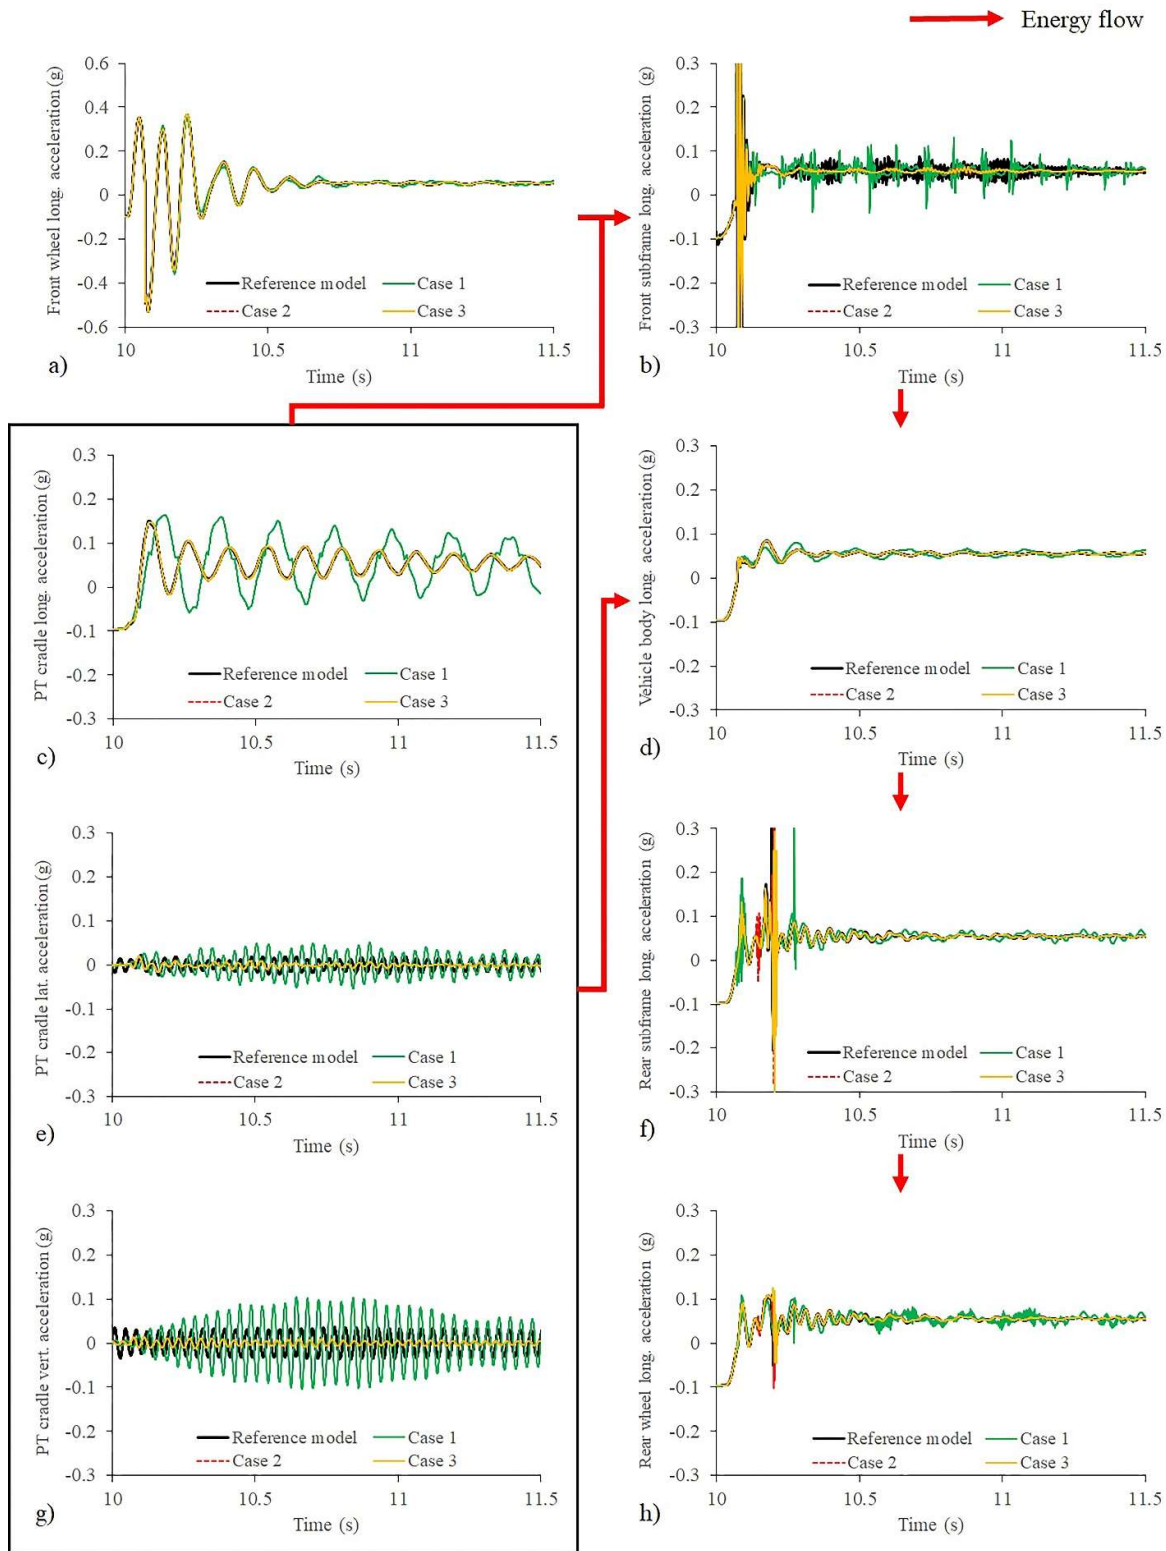 Energy flow
Front wheel long. acceleration (g)
0.6
0.4
0.2
0
-0.2
-0.4
-0.6
Reference model
Case 1
Case 2
Case 3
10
10.5
11
11.5
a)
Time (s)
Front subframe long. acceleration (g)
0.3
0.2
0.1
0
-0.1
-0.2
-0.3
Reference model
Case 1
Case 2
Case 3
10
10.5
11
11.5
b)
Time (s)
PT cradle long. acceleration (g)
0.3
0.2
0.1
0
-0.1
-0.2
-0.3
Reference model
Case 1
Case 2
Case 3
10
10.5
11
11.5
c)
Time (s)
Vehicle body long. acceleration (g)
0.3
0.2
0.1
0
-0.1
-0.2
-0.3
Reference model
Case 1
Case 2
Case 3
10
10.5
11
11.5
d)
Time (s)
PT cradle lat. acceleration (g)
0.3
0.2
0.1
0
-0.1
-0.2
-0.3
Reference model
Case 1
Case 2
Case 3
10
10.5
11
11.5
e)
Time (s)
Rear subframe long. acceleration (g)
0.3
0.2
0.1
0
-0.1
-0.2
-0.3
Reference model
Case 1
Case 2
Case 3
10
10.5
11
11.5
f)
Time (s)
PT cradle vert. acceleration (g)
0.3
0.2
0.1
0
-0.1
-0.2
-0.3
Reference model
Case 1
Case 2
Case 3
10
10.5
11
11.5
g)
Time (s)
Rear wheel long. acceleration (g)
0.3
0.2
0.1
0
-0.1
-0.2
-0.3
Reference model
Case 1
Case 2
Case 3
10
10.5
11
11.5
h)
Time (s)